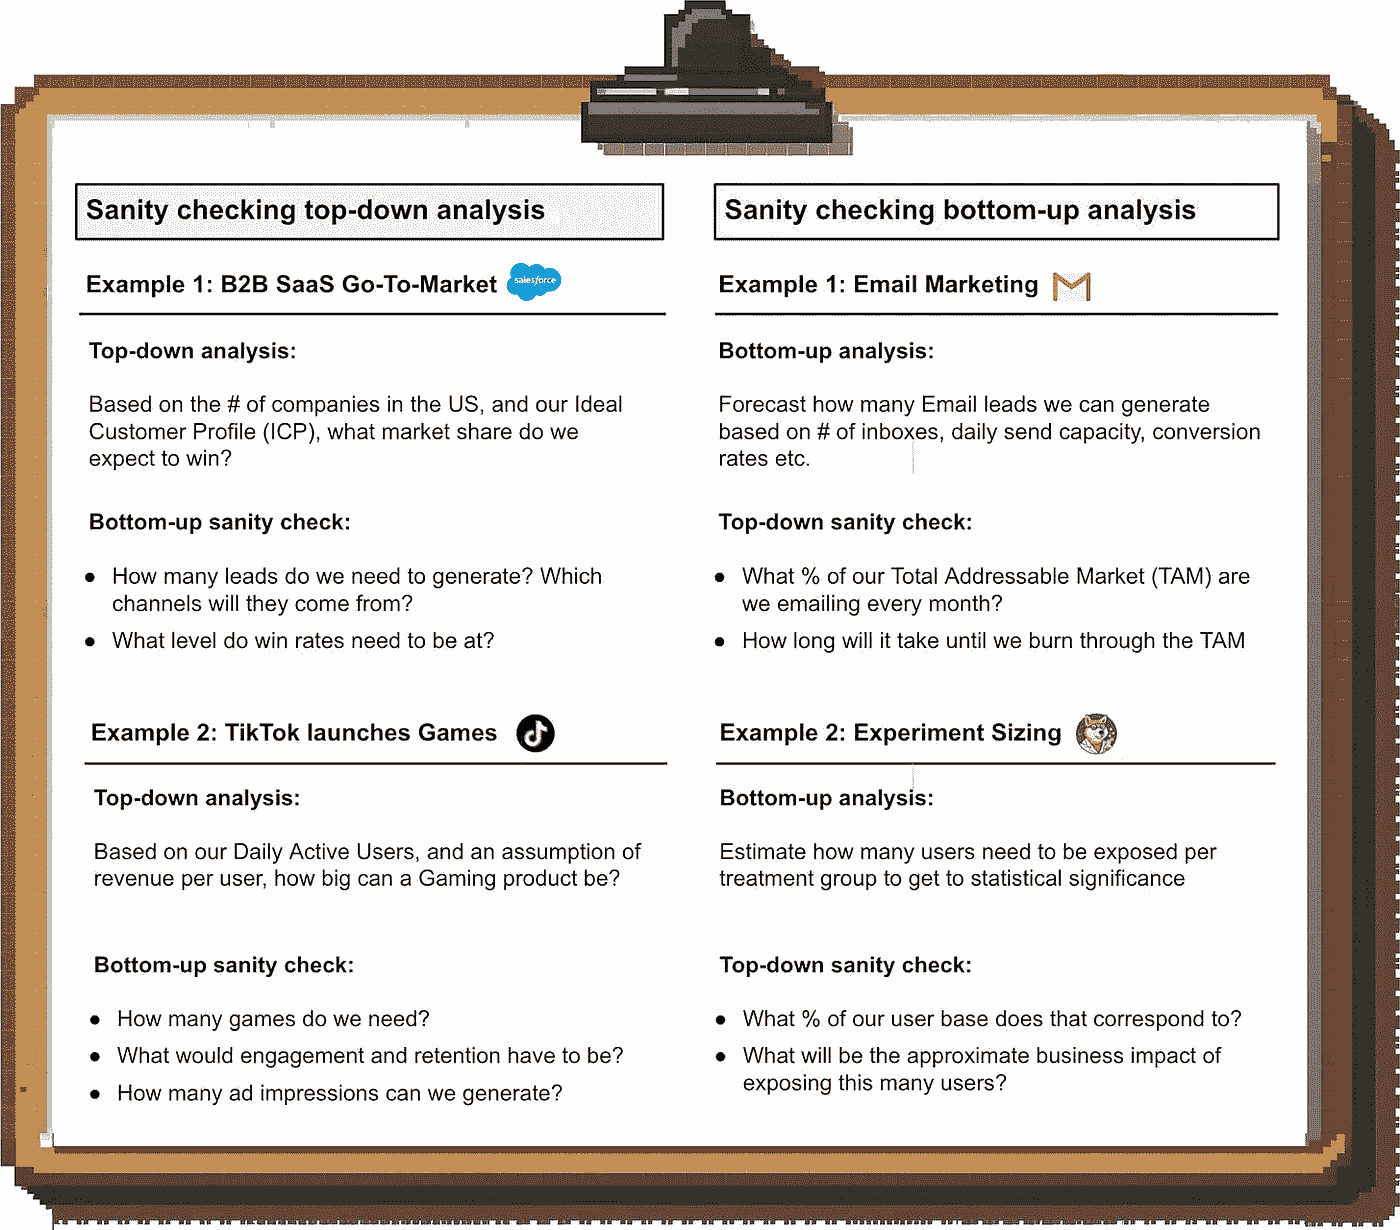 Sanity checking top-down analysis
Example 1: B2B SaaS Go-To-Market
salesforce
Top-down analysis:
Based on the # of companies in the US, and our Ideal
Customer Profile (ICP), what market share do we
expect to win?
Bottom-up sanity check:
● How many leads do we need to generate? Which
channels will they come from?
● What level do win rates need to be at?
Example 2: TikTok launches Games
Top-down analysis:
Based on our Daily Active Users, and an assumption of
revenue per user, how big can a Gaming product be?
Bottom-up sanity check:
● How many games do we need?
● What would engagement and retention have to be?
● How many ad impressions can we generate?
Sanity checking bottom-up analysis
Example 1: Email Marketing
Bottom-up analysis:
Forecast how many Email leads we can generate
based on # of inboxes, daily send capacity, conversion
rates etc.
Top-down sanity check:
● What % of our Total Addressable Market (TAM) are
we emailing every month?
● How long will it take until we burn through the TAM
Example 2: Experiment Sizing
Bottom-up analysis:
Estimate how many users need to be exposed per
treatment group to get to statistical significance
Top-down sanity check:
● What % of our user base does that correspond to?
● What will be the approximate business impact of
exposing this many users?